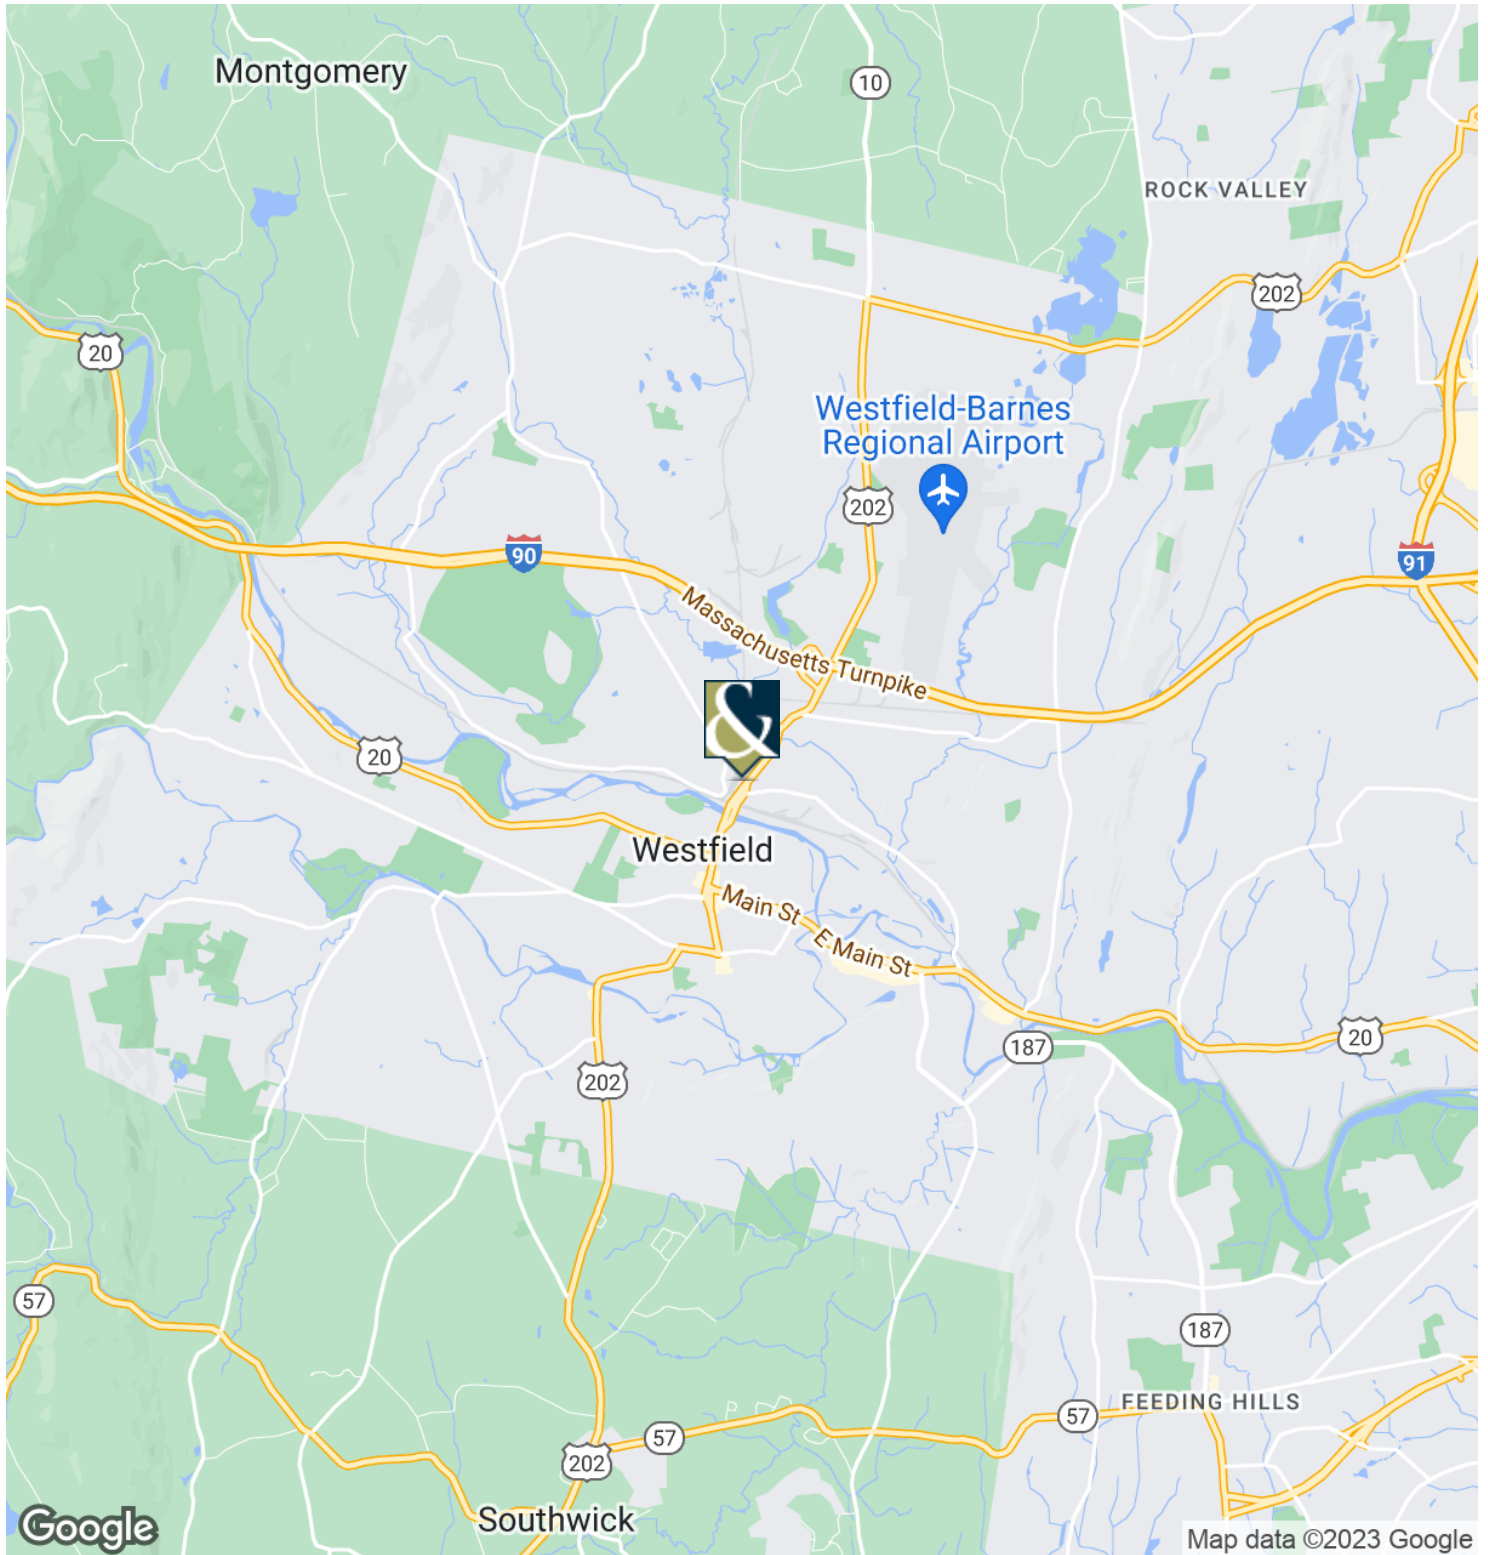 Montgomery
10
ROCK VALLEY
202
20
Westfield-Barnes
Regional Airport
202
90
91
Massachusetts Turnpike
&
20
Westfield
Main St
E Main St
187
20
202
57
187
57
FEEDING HILLS
57
202
Southwick
Google
Map data ©2023 Google